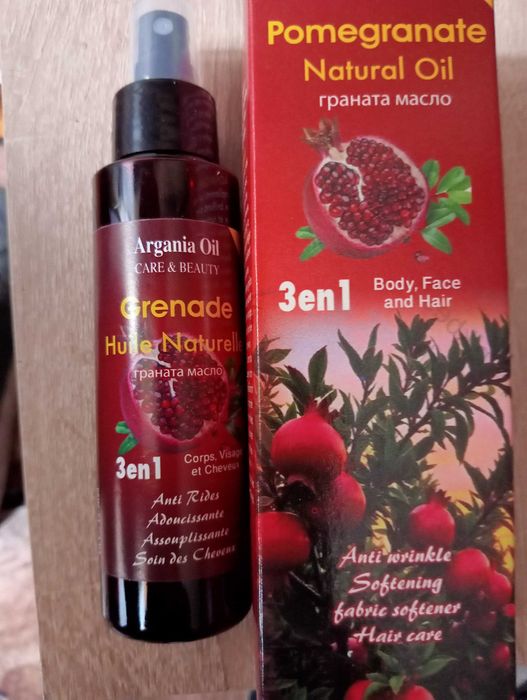 Argania Oil
CARE & BEAUTY
Grenade
Huile Naturelle
граната масло
3en1
Corps, Visage
et Cheveux
Anti Rides
Adoucissante
Assouplissante
Soin des Cheveux
Pomegranate
Natural Oil
граната масло
3en1
Body, Face
and Hair
Anti wrinkle
Softening
fabric softener
Hair care